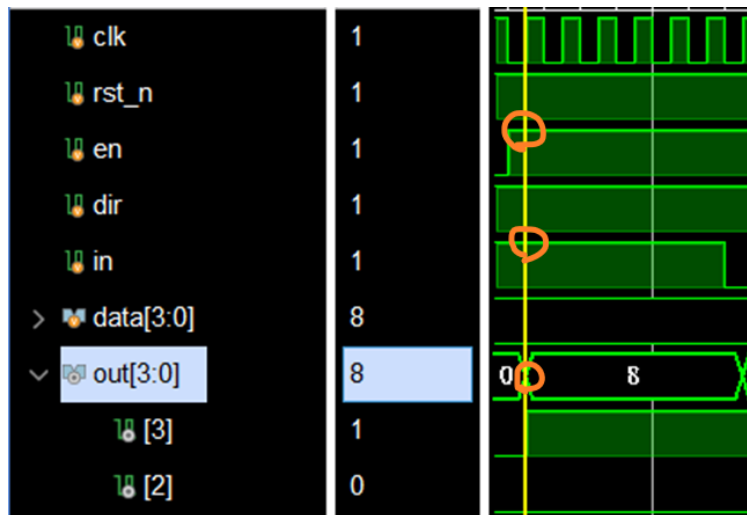 clk 1
rst_n 1
en 1
dir 1
in 1
data[3:0] 8
out[3:0] 8 0 8
[3] 1
[2] 0